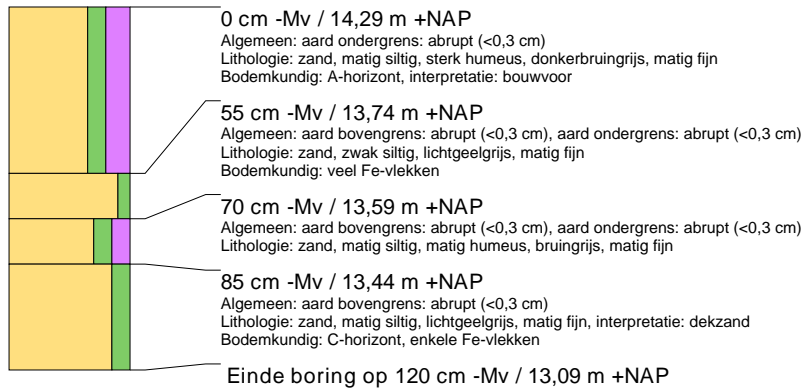 0 cm -Mv / 14,29 m +NAP
Algemeen: aard ondergrens: abrupt (<0,3 cm)
Lithologie: zand, matig siltig, sterk humeus, donkerbruingrijs, matig fijn
Bodemkundig: A-horizont, interpretatie: bouwvoor
55 cm -Mv / 13,74 m +NAP
Algemeen: aard bovengrens: abrupt (<0,3 cm), aard ondergrens: abrupt (<0,3 cm)
Lithologie: zand, zwak siltig, lichtgeelgrijs, matig fijn
Bodemkundig: veel Fe-vlekken
70 cm -Mv / 13,59 m +NAP
Algemeen: aard bovengrens: abrupt (<0,3 cm), aard ondergrens: abrupt (<0,3 cm)
Lithologie: zand, matig siltig, matig humeus, bruingrijs, matig fijn
85 cm -Mv / 13,44 m +NAP
Algemeen: aard bovengrens: abrupt (<0,3 cm)
Lithologie: zand, matig siltig, lichtgeelgrijs, matig fijn, interpretatie: dekzand
Bodemkundig: C-horizont, enkele Fe-vlekken
Einde boring op 120 cm -Mv / 13,09 m +NAP